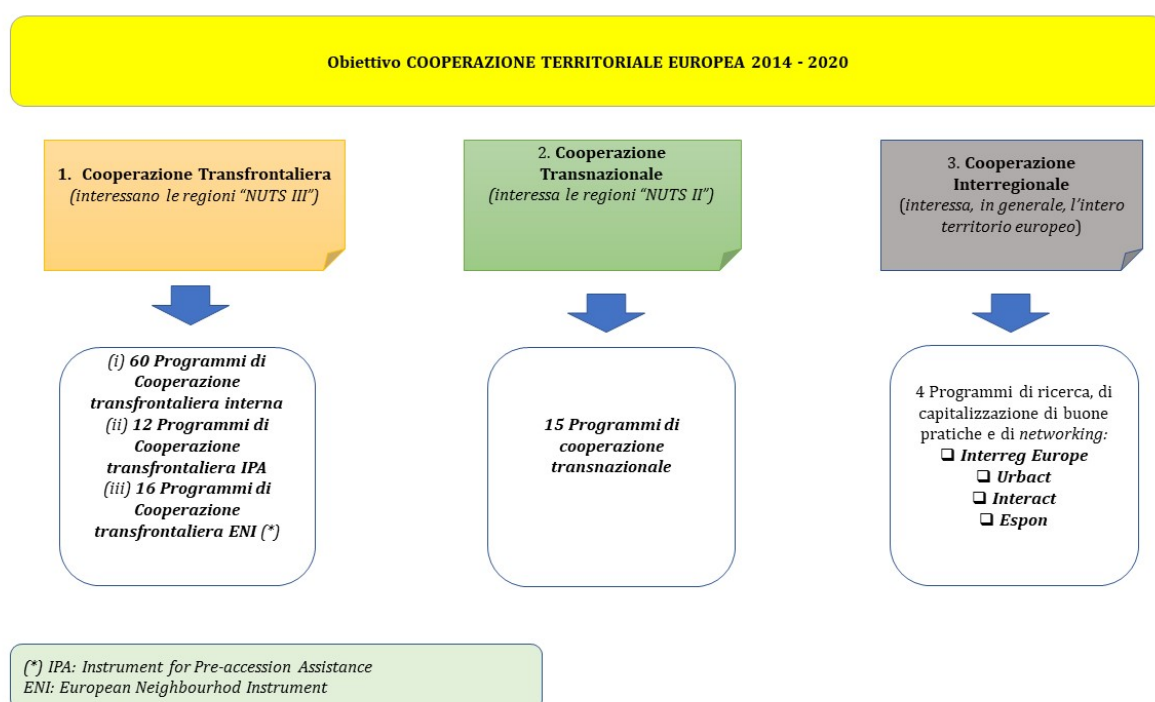 Obiettivo COOPERAZIONE TERRITORIALE EUROPEA 2014 - 2020
1. Cooperazione Transfrontaliera
(interessano le regioni “NUTS III”)
2. Cooperazione
Transnazionale
(interessa le regioni “NUTS II”)
3. Cooperazione
Interregionale
(interessa, in generale, l’intero
territorio europeo)
(i) 60 Programmi di
Cooperazione
transfrontaliera interna
(ii) 12 Programmi di
Cooperazione
transfrontaliera IPA
(iii) 16 Programmi di
Cooperazione
transfrontaliera ENI (*)
15 Programmi di
cooperazione
transnazionale
4 Programmi di ricerca, di
capitalizzazione di buone
pratiche e di networking:
❑ Interreg Europe
❑ Urbact
❑ Interact
❑ Espon
(*) IPA: Instrument for Pre-accession Assistance
ENI: European Neighbourhod Instrument